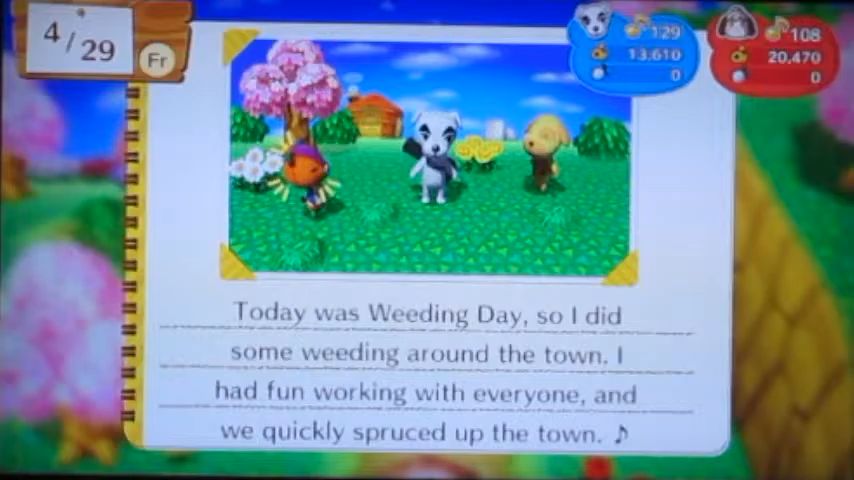 4/29
Fr
129
13,610
0
108
20,470
0
Today was Weeding Day, so I did
some weeding around the town. I
had fun working with everyone, and
we quickly spruced up the town. ♪